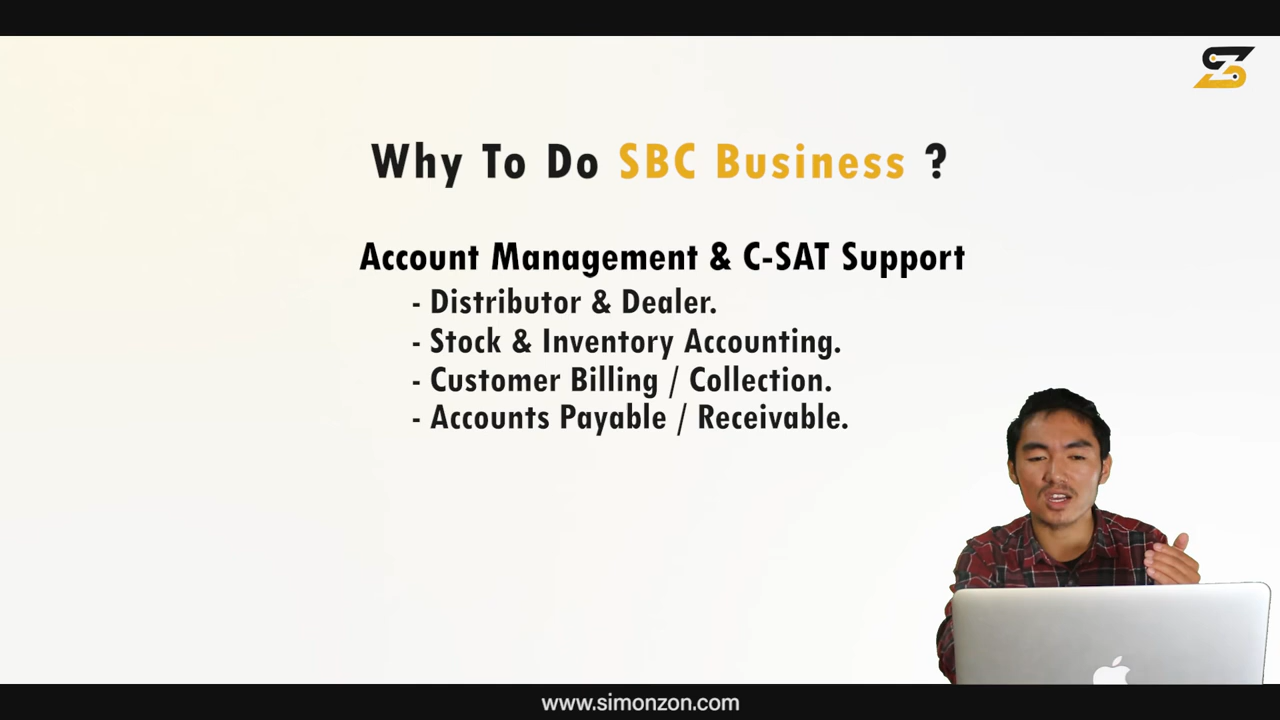 Why To Do SBC Business ?
Account Management & C-SAT Support
- Distributor & Dealer.
- Stock & Inventory Accounting.
- Customer Billing / Collection.
- Accounts Payable / Receivable.
www.simonzon.com